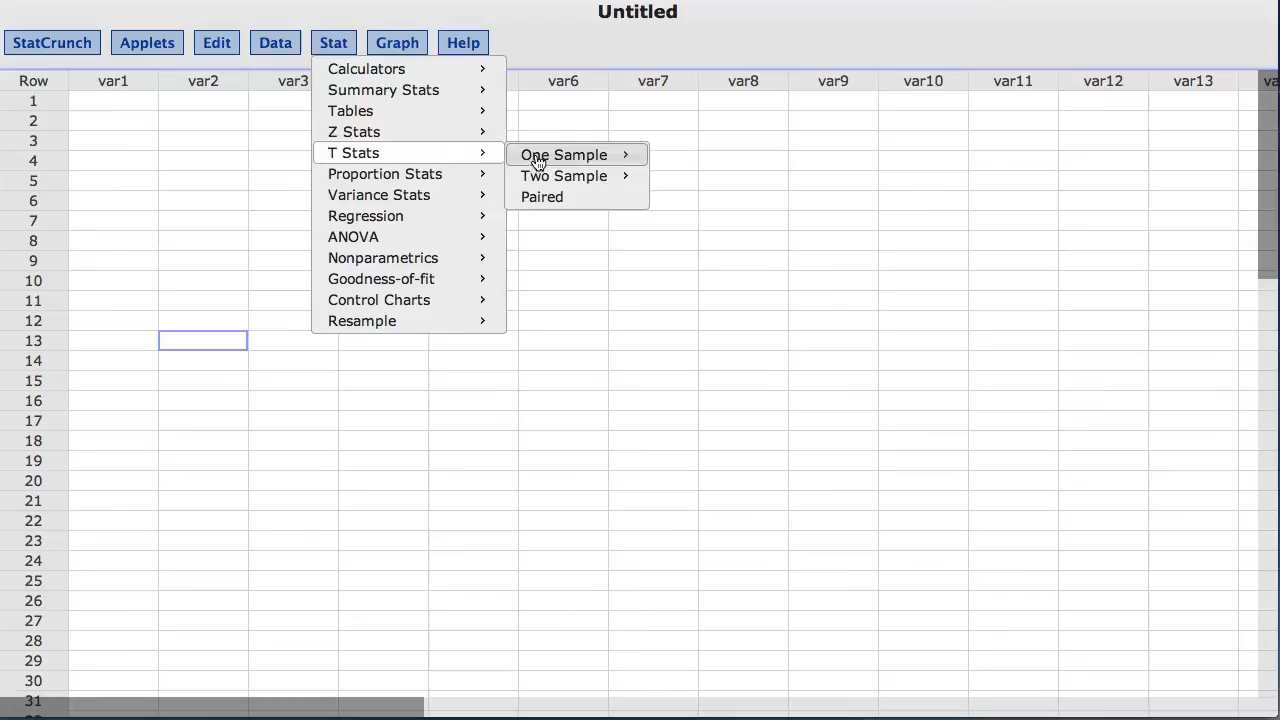 Untitled
StatCrunch Applets Edit Data Stat Graph Help
Row var1 var2 var3 var6 var7 var8 var9 var10 var11 var12 var13 va
Calculators
Summary Stats
Tables
Z Stats
T Stats
Proportion Stats
Variance Stats
Regression
ANOVA
Nonparametrics
Goodness-of-fit
Control Charts
Resample
One Sample
Two Sample
Paired
1
2
3
4
5
6
7
8
9
10
11
12
13
14
15
16
17
18
19
20
21
22
23
24
25
26
27
28
29
30
31